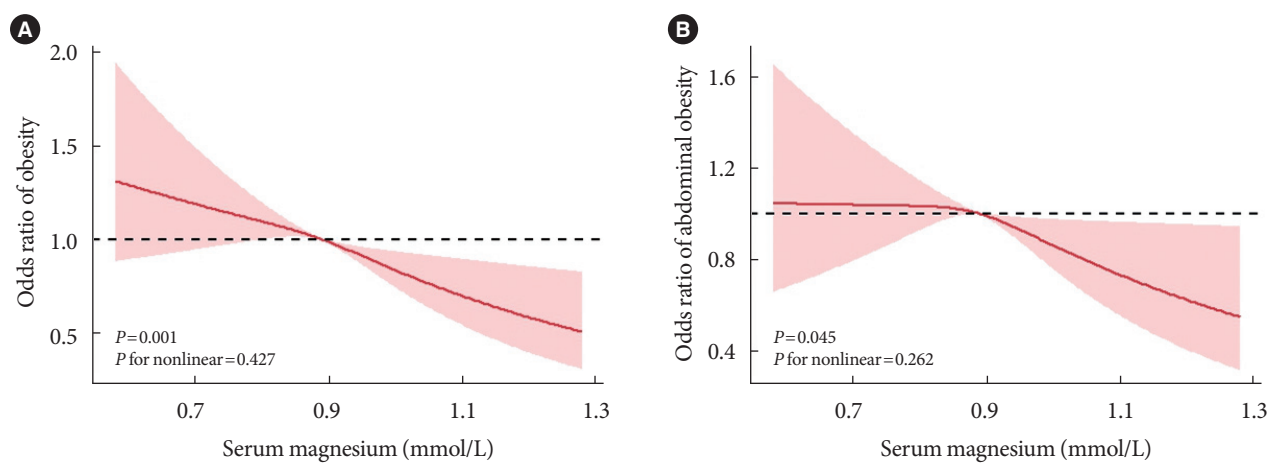 A
Odds ratio of obesity
2.0
1.5
1.0
0.5
P=0.001
P for nonlinear=0.427
0.7 0.9 1.1 1.3
Serum magnesium (mmol/L)
B
Odds ratio of abdominal obesity
1.6
1.2
0.8
0.4
P=0.045
P for nonlinear=0.262
0.7 0.9 1.1 1.3
Serum magnesium (mmol/L)